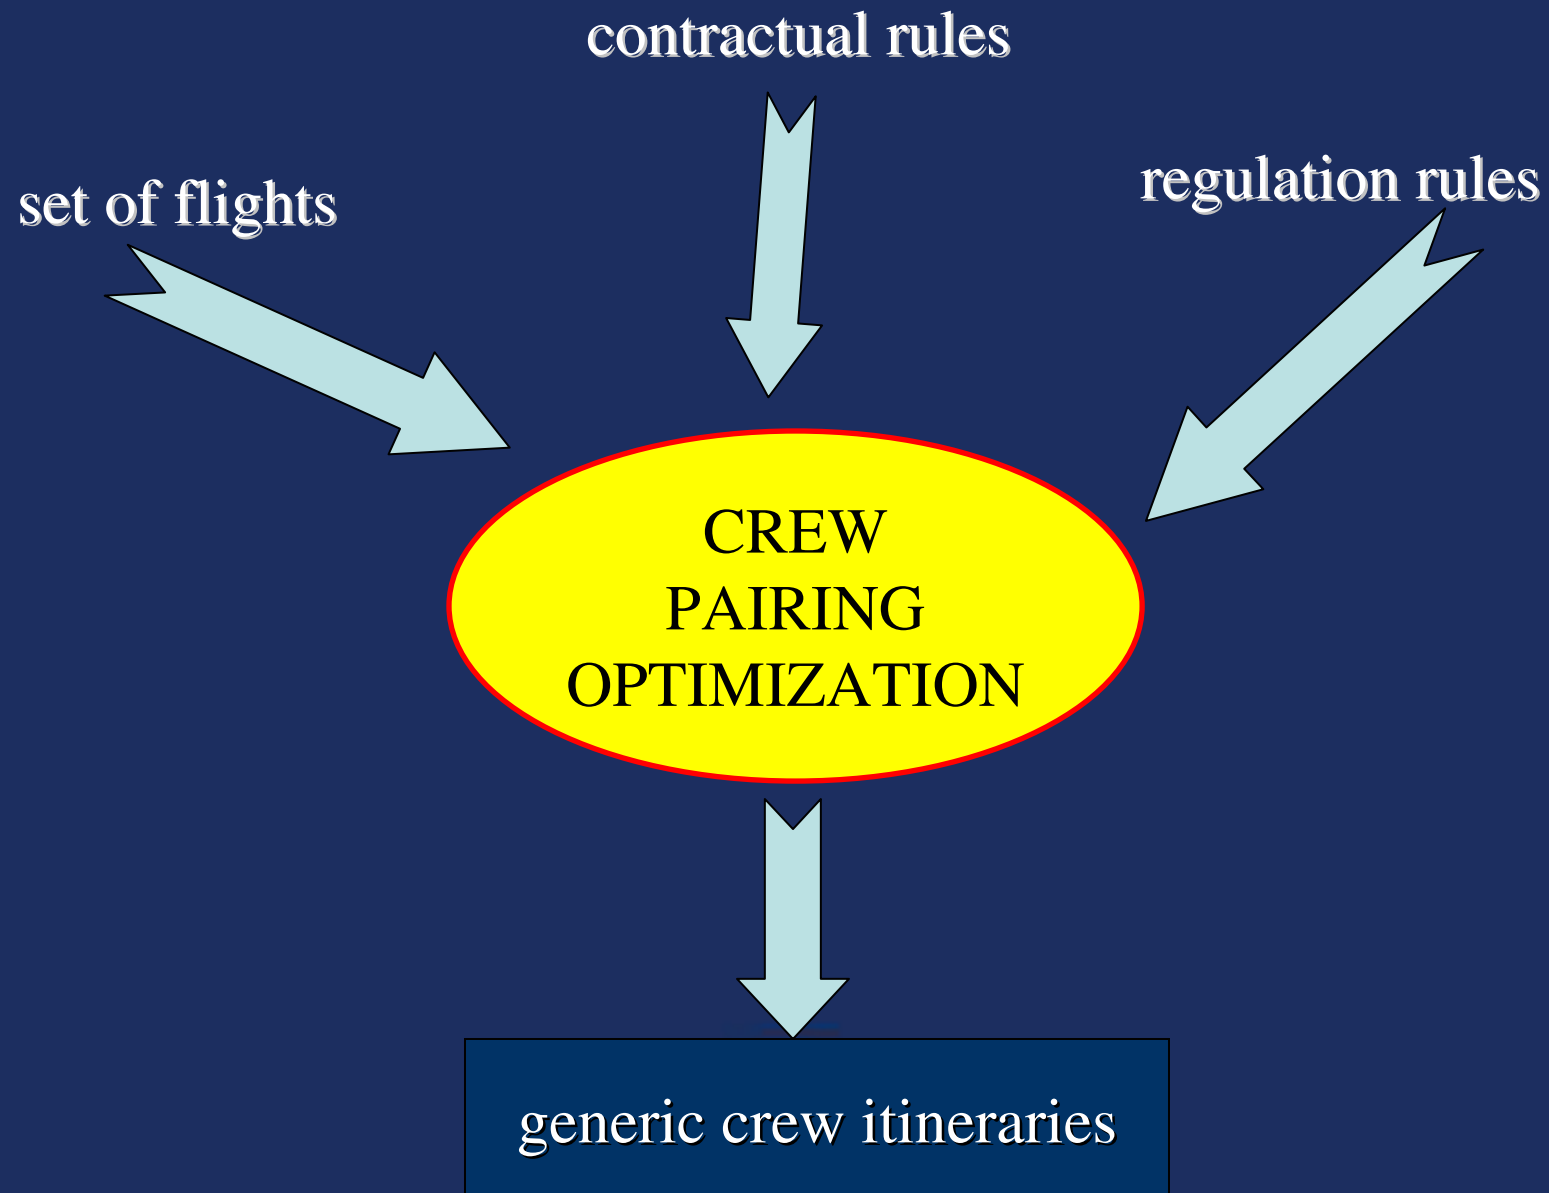 contractual rules
set of flights
regulation rules
CREW
PAIRING
OPTIMIZATION
generic crew itineraries